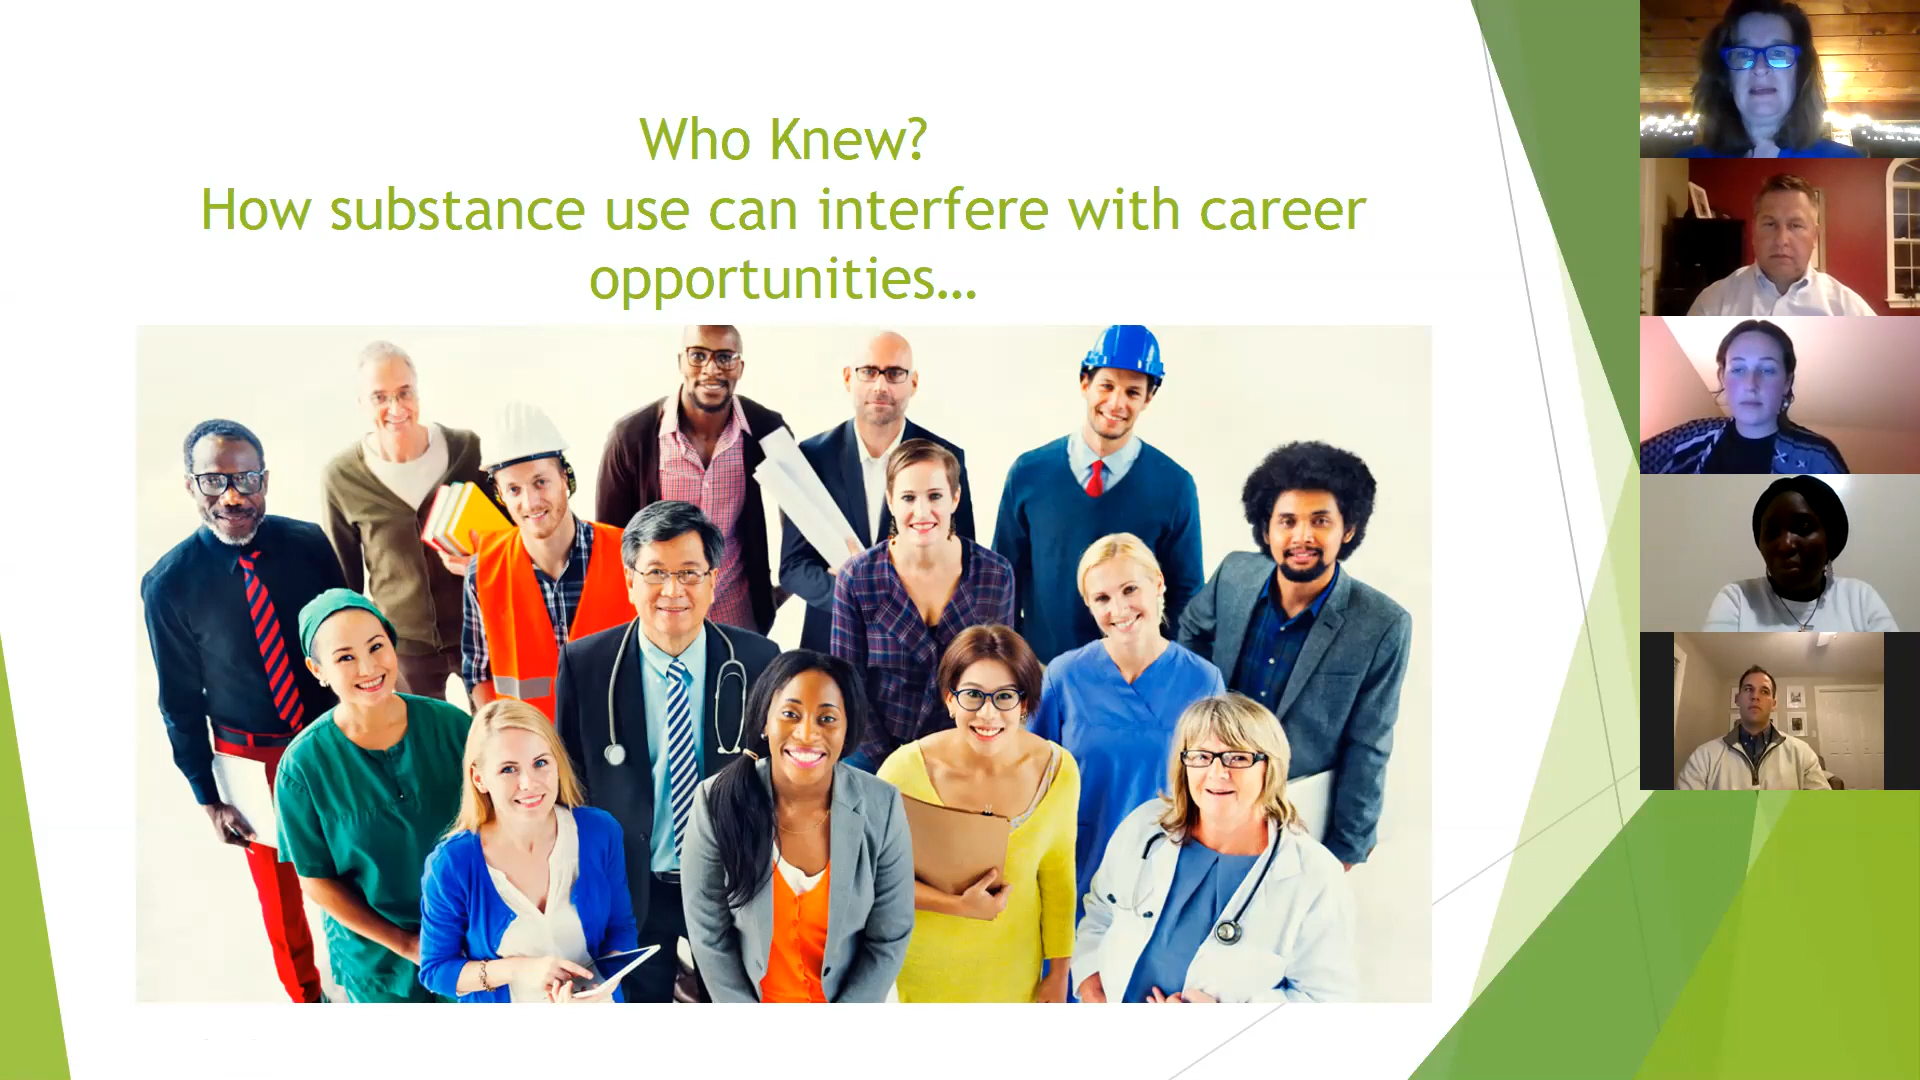 Who Knew?
How substance use can interfere with career
opportunities...